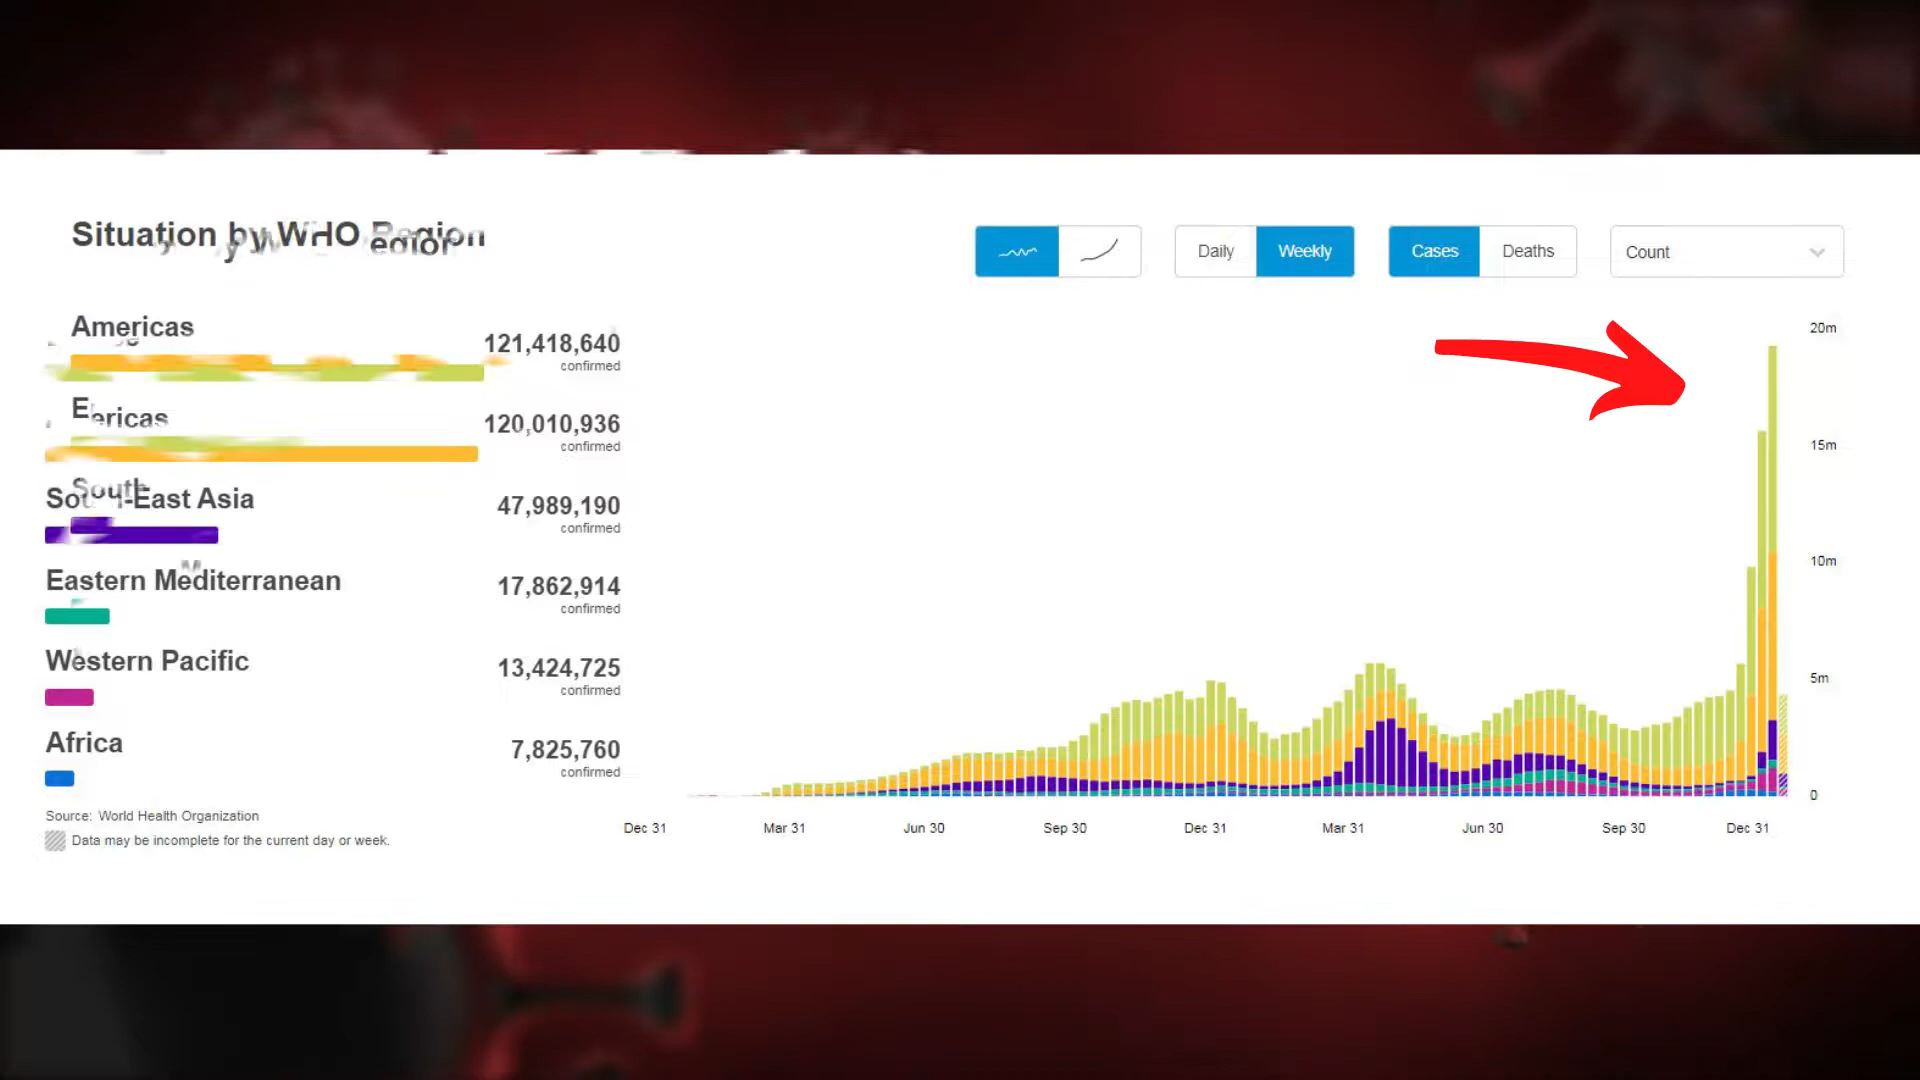 Situation by WHO Region
Daily
Weekly
Cases
Deaths
Count
Americas
121,418,640
confirmed
120,010,936
confirmed
South-East Asia
47,989,190
confirmed
Eastern Mediterranean
17,862,914
confirmed
Western Pacific
13,424,725
confirmed
Africa
7,825,760
confirmed
Source: World Health Organization
Data may be incomplete for the current day or week.
20m
15m
10m
5m
0
Dec 31
Mar 31
Jun 30
Sep 30
Dec 31
Mar 31
Jun 30
Sep 30
Dec 31